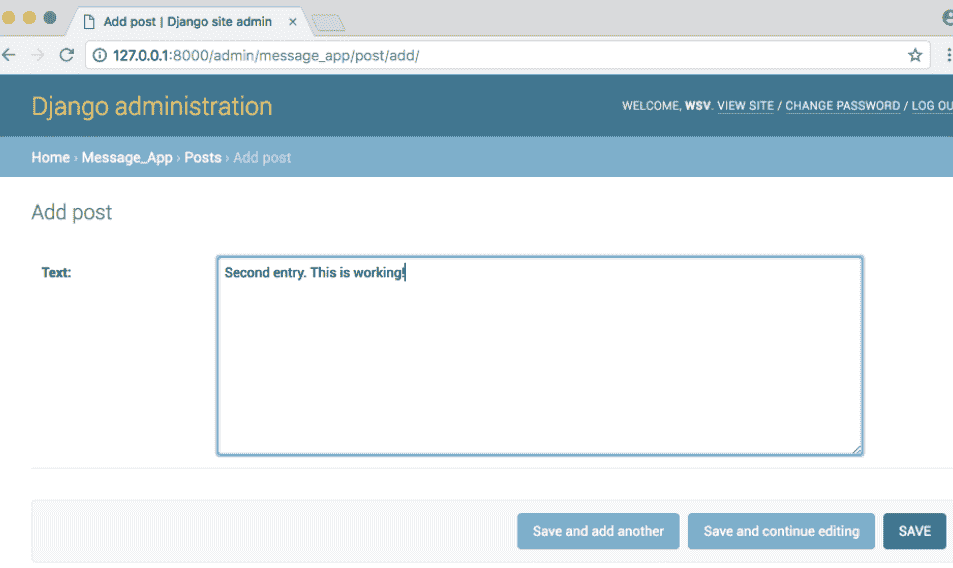 Add post | Django site admin
127.0.0.1:8000/admin/message_app/post/add/
Django administration
WELCOME, WSV. VIEW SITE / CHANGE PASSWORD / LOG OU
Home › Message_App › Posts › Add post
Add post
Text:
Second entry. This is working!
Save and add another
Save and continue editing
SAVE